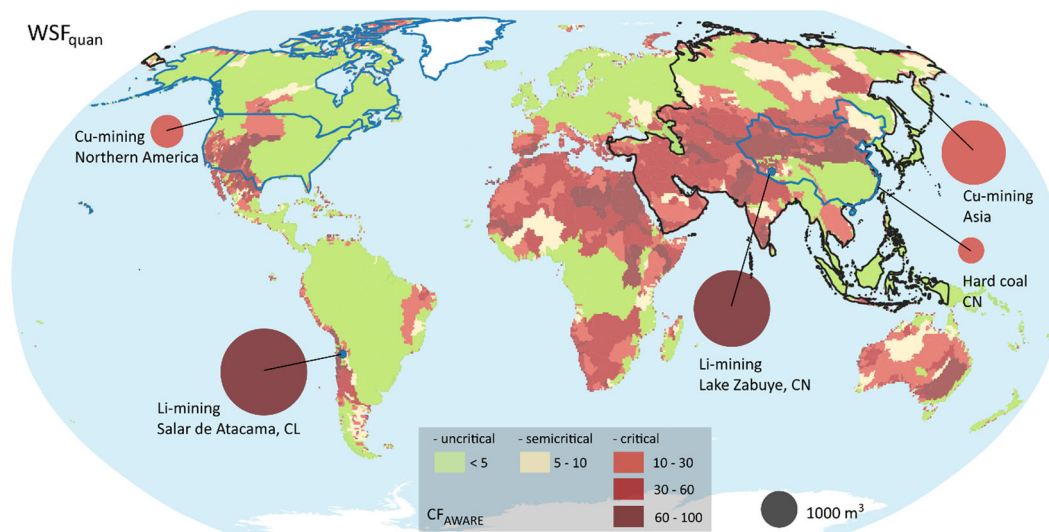 WSFquan
Cu-mining
Northern America
Cu-mining
Asia
Hard coal
CN
Li-mining
Lake Zabuye, CN
Li-mining
Salar de Atacama, CL
- uncritical - semicritical - critical
< 5 5 - 10 10 - 30
30 - 60
CFAWARE 60 - 100
1000 m³